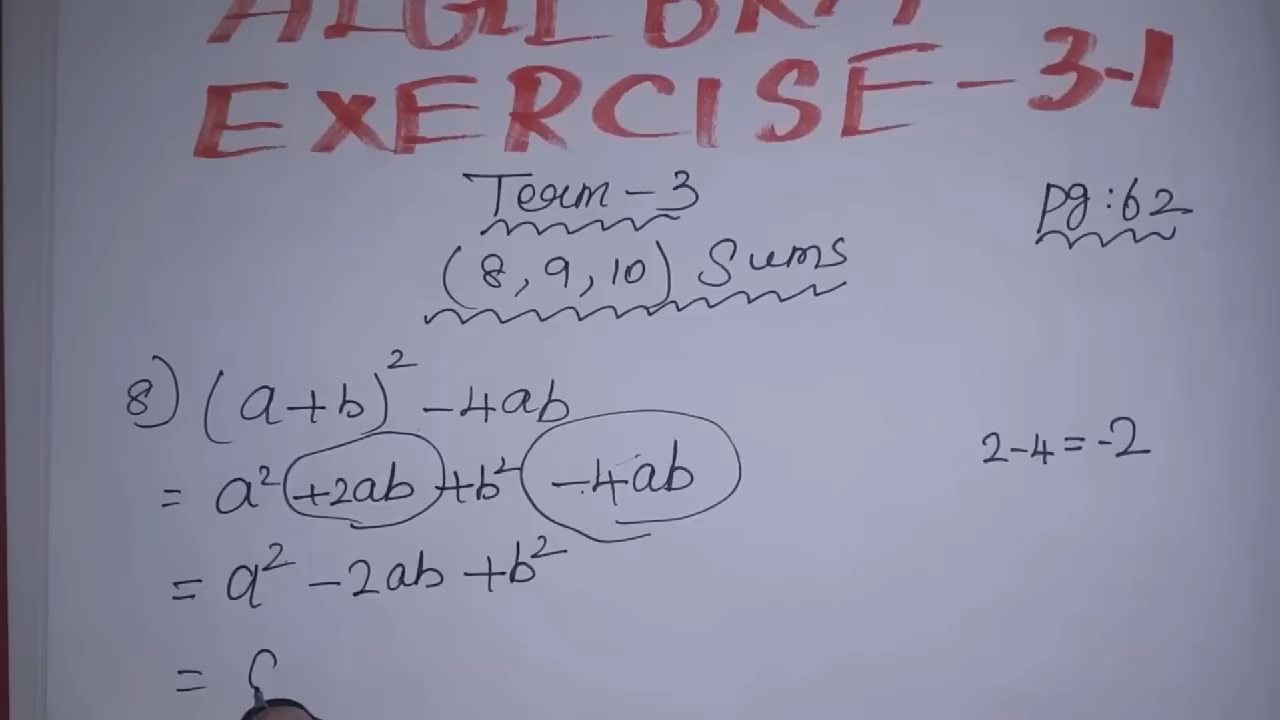 ALGEBRA
EXERCISE-3-1
Term-3
pg:62
(8,9,10) Sums
8) (a+b)² -4ab
= a² +2ab +b² -4ab
2-4=-2
= a² -2ab +b²
=